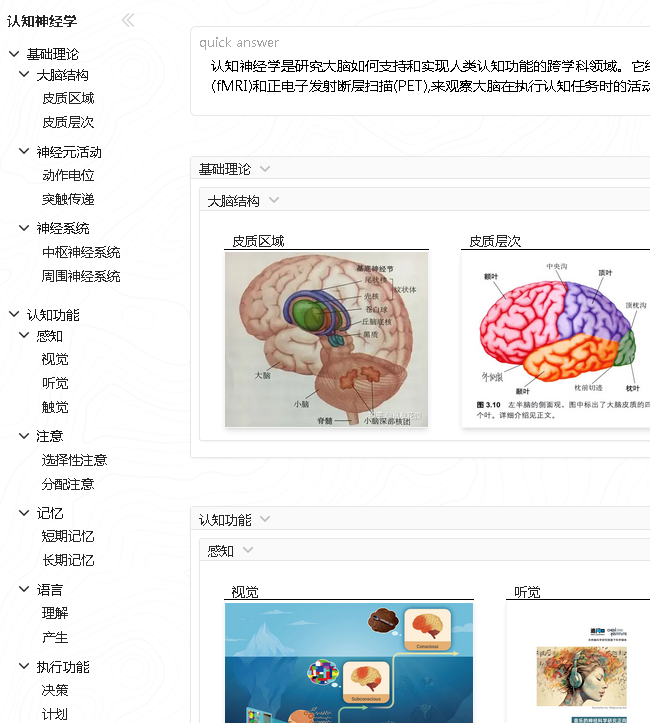 认知神经学
基础理论
大脑结构
皮质区域
皮质层次
神经元活动
动作电位
突触传递
神经系统
中枢神经系统
周围神经系统
认知功能
感知
视觉
听觉
触觉
注意
选择性注意
分配注意
记忆
短期记忆
长期记忆
语言
理解
产生
执行功能
决策
计划
quick answer
认知神经学是研究大脑如何支持和实现人类认知功能的跨学科领域。它
(fMRI)和正电子发射断层扫描(PET),来观察大脑在执行认知任务时的活动
基础理论
大脑结构
皮质区域
基底神经节
尾状核
壳核
纹状体
苍白球
丘脑底核
黑质
大脑
小脑
脊髓
小脑深部核团
皮质层次
中央沟
额叶
顶叶
顶枕沟
外侧裂
颞叶
枕前切迹
枕叶
图 3.10 左半脑的侧面观。图中标出了大脑皮质的四
个叶。详细介绍见正文。
认知功能
感知
视觉
Conscious
Subconscious
听觉
音乐的神经科学研究正向